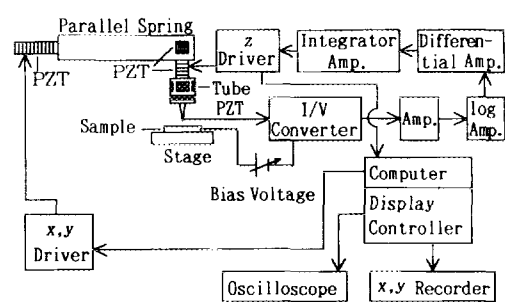 Parallel Spring
PZT
PZT
Tube
PZT
z
Driver
Integrator
Amp.
Differen-
tial Amp.
Sample
Stage
I/V
Converter
Amp.
log
Amp.
Bias Voltage
Computer
Display
Controller
x,y
Driver
Oscilloscope
x,y Recorder